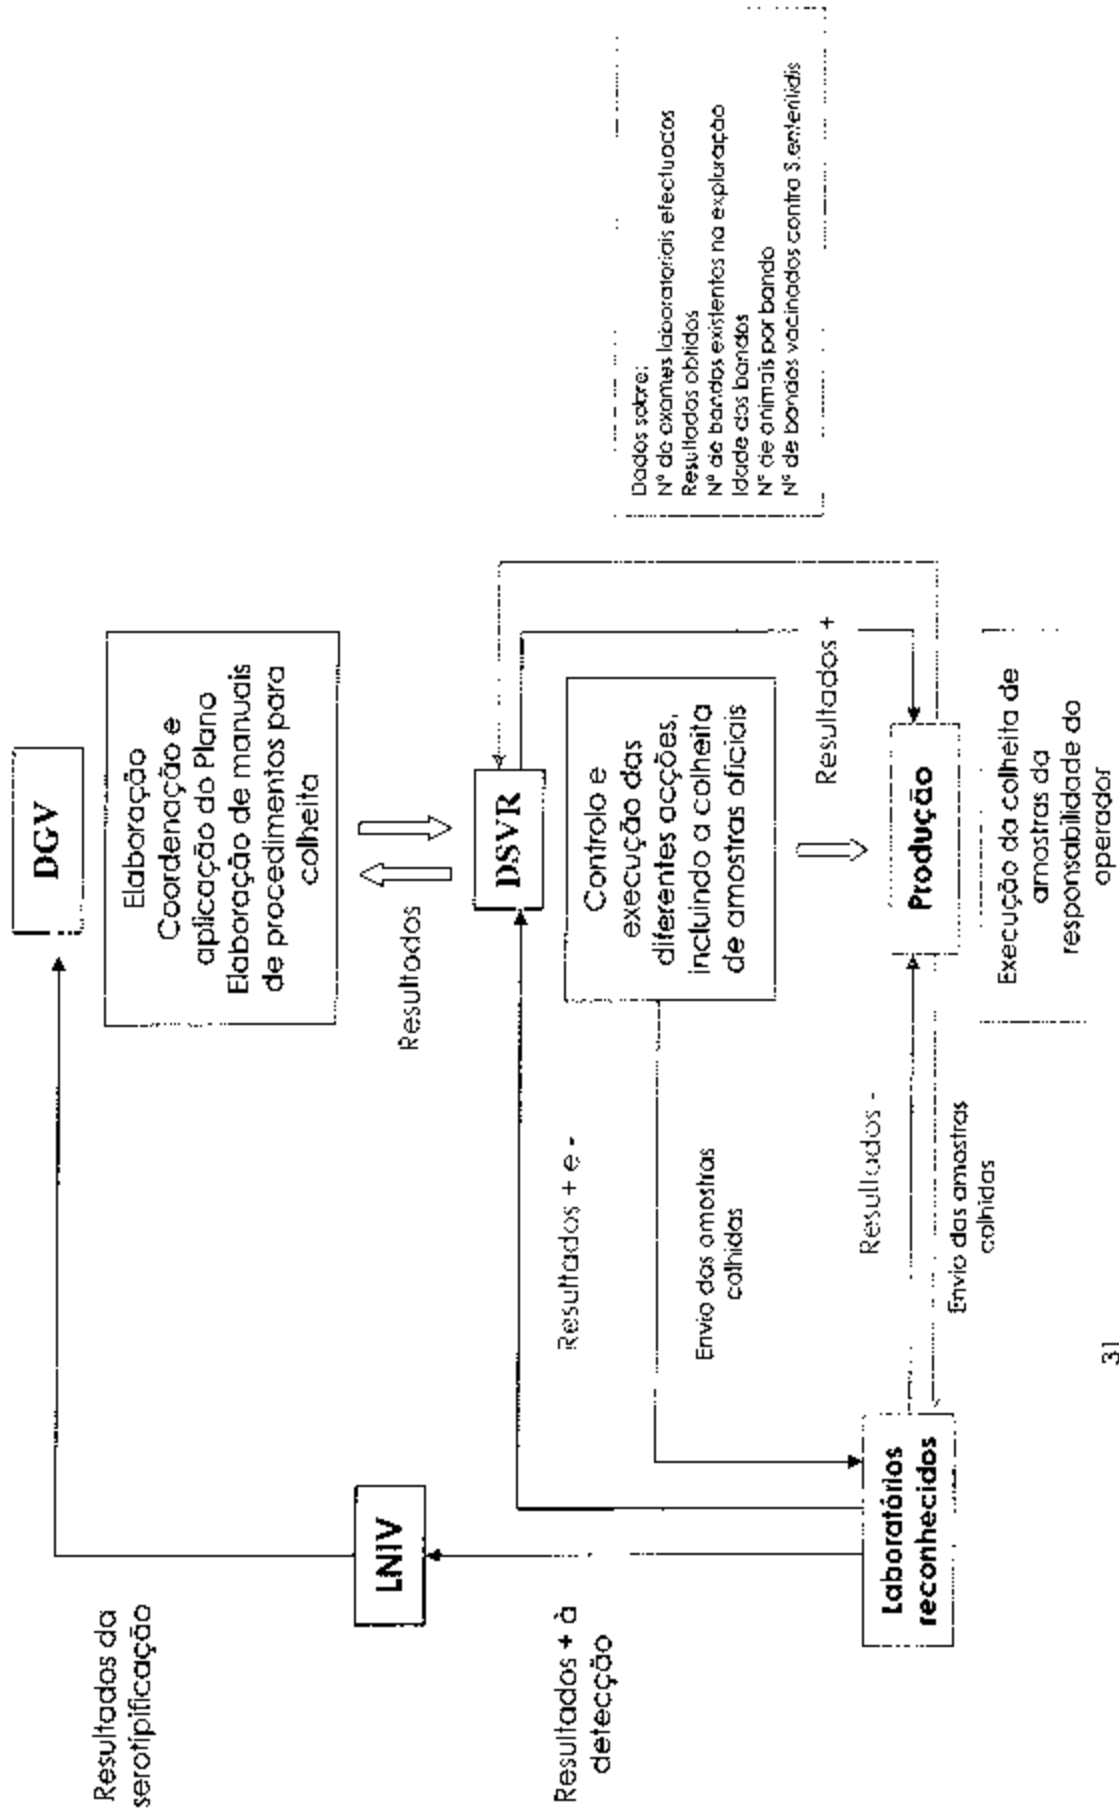 DGV
Elaboração
Coordenação e
aplicação do Plano
Elaboração de manuais
de procedimentos para
colheita
Resultados da
serotipificação
LNIV
Resultados
DSVR
Resultados + à
detecção
Resultados + e -
Controlo e
execução das
diferentes acções,
incluindo a colheita
de amostras oficiais
Envio das amostras
colhidas
Dados sobre:
Nº de exames laboratoriais efectuados
Resultados obtidos
Nº de bandos existentes na exploração
Idade dos bandos
Nº de animais por bando
Nº de bandos vacinados contra S.enteritidis
Resultados +
Resultados -
Laboratórios
reconhecidos
Produção
Envio das amostras
colhidas
Execução da colheita de
amostras da
responsabilidade do
operador
31